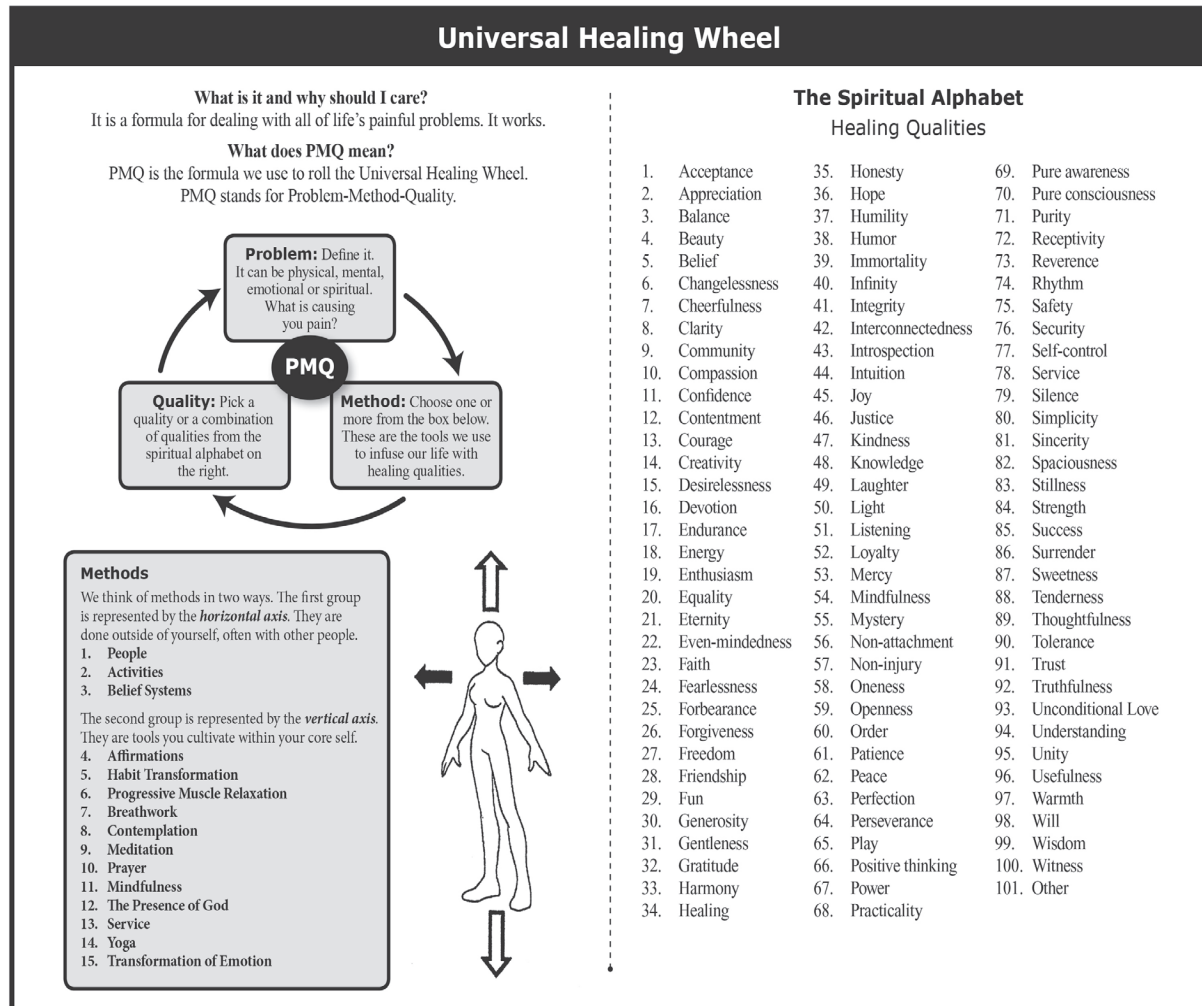 Universal Healing Wheel
What is it and why should I care?
It is a formula for dealing with all of life's painful problems. It works.
What does PMQ mean?
PMQ is the formula we use to roll the Universal Healing Wheel.
PMQ stands for Problem-Method-Quality.
Problem: Define it.
It can be physical, mental,
emotional or spiritual.
What is causing
you pain?
PMQ
Quality: Pick a
quality or a combination
of qualities from the
spiritual alphabet on
the right.
Method: Choose one or
more from the box below.
These are the tools we use
to infuse our life with
healing qualities.
Methods
We think of methods in two ways. The first group
is represented by the horizontal axis. They are
done outside of yourself, often with other people.
1. People
2. Activities
3. Belief Systems
The second group is represented by the vertical axis.
They are tools you cultivate within your core self.
4. Affirmations
5. Habit Transformation
6. Progressive Muscle Relaxation
7. Breathwork
8. Contemplation
9. Meditation
10. Prayer
11. Mindfulness
12. The Presence of God
13. Service
14. Yoga
15. Transformation of Emotion
The Spiritual Alphabet
Healing Qualities
1. Acceptance
2. Appreciation
3. Balance
4. Beauty
5. Belief
6. Changelessness
7. Cheerfulness
8. Clarity
9. Community
10. Compassion
11. Confidence
12. Contentment
13. Courage
14. Creativity
15. Desirelessness
16. Devotion
17. Endurance
18. Energy
19. Enthusiasm
20. Equality
21. Eternity
22. Even-mindedness
23. Faith
24. Fearlessness
25. Forbearance
26. Forgiveness
27. Freedom
28. Friendship
29. Fun
30. Generosity
31. Gentleness
32. Gratitude
33. Harmony
34. Healing
35. Honesty
36. Hope
37. Humility
38. Humor
39. Immortality
40. Infinity
41. Integrity
42. Interconnectedness
43. Introspection
44. Intuition
45. Joy
46. Justice
47. Kindness
48. Knowledge
49. Laughter
50. Light
51. Listening
52. Loyalty
53. Mercy
54. Mindfulness
55. Mystery
56. Non-attachment
57. Non-injury
58. Oneness
59. Openness
60. Order
61. Patience
62. Peace
63. Perfection
64. Perseverance
65. Play
66. Positive thinking
67. Power
68. Practicality
69. Pure awareness
70. Pure consciousness
71. Purity
72. Receptivity
73. Reverence
74. Rhythm
75. Safety
76. Security
77. Self-control
78. Service
79. Silence
80. Simplicity
81. Sincerity
82. Spaciousness
83. Stillness
84. Strength
85. Success
86. Surrender
87. Sweetness
88. Tenderness
89. Thoughtfulness
90. Tolerance
91. Trust
92. Truthfulness
93. Unconditional Love
94. Understanding
95. Unity
96. Usefulness
97. Warmth
98. Will
99. Wisdom
100. Witness
101. Other